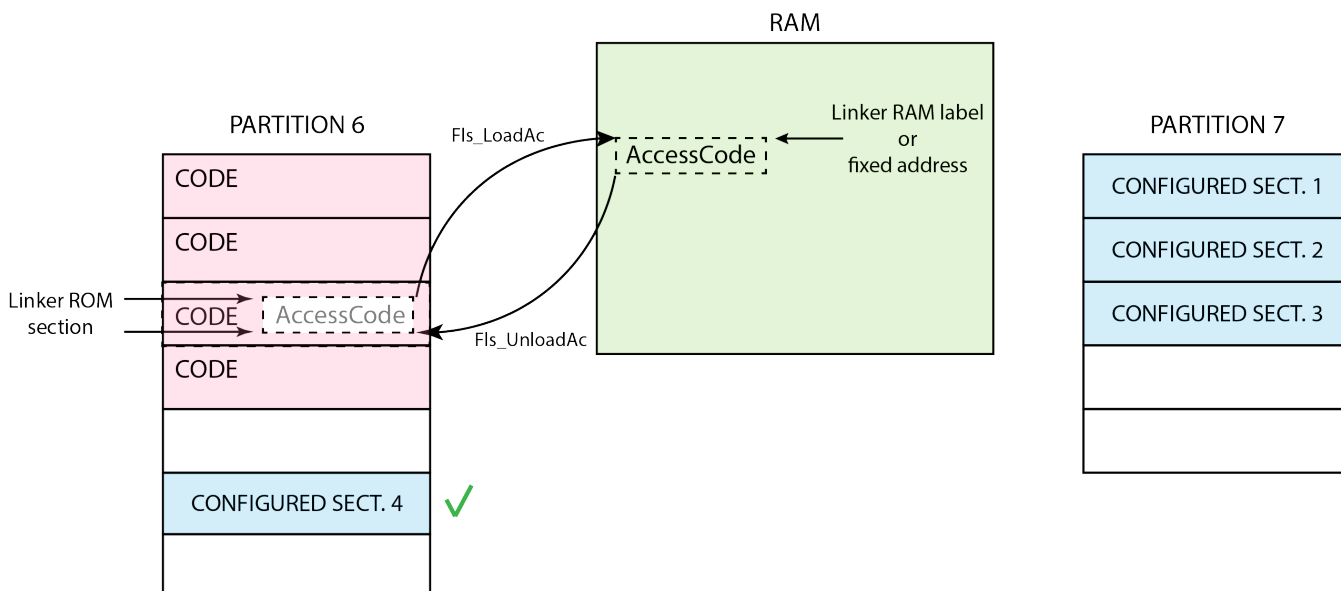 RAM
PARTITION 6
Fls_LoadAc
Linker RAM label
or
fixed address
AccessCode
PARTITION 7
CODE
CODE
Linker ROM
section
CODE
AccessCode
Fls_UnloadAc
CODE
CONFIGURED SECT. 4
CONFIGURED SECT. 1
CONFIGURED SECT. 2
CONFIGURED SECT. 3